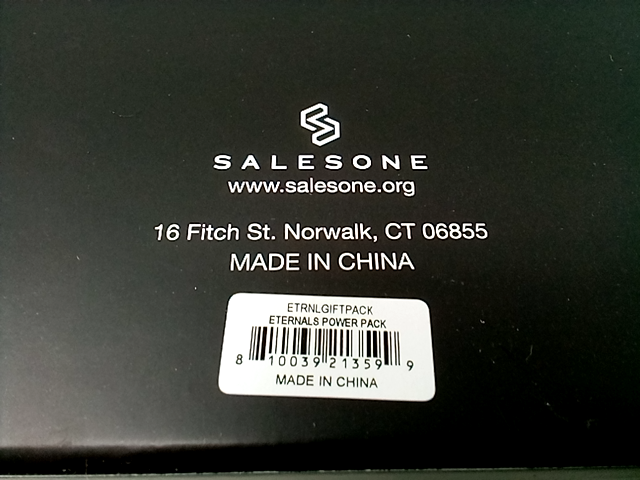 SALESONE
www.salesone.org
16 Fitch St. Norwalk, CT 06855
MADE IN CHINA
ETRNLGIFTPACK
ETERNALS POWER PACK
8 10039 21359 9
MADE IN CHINA